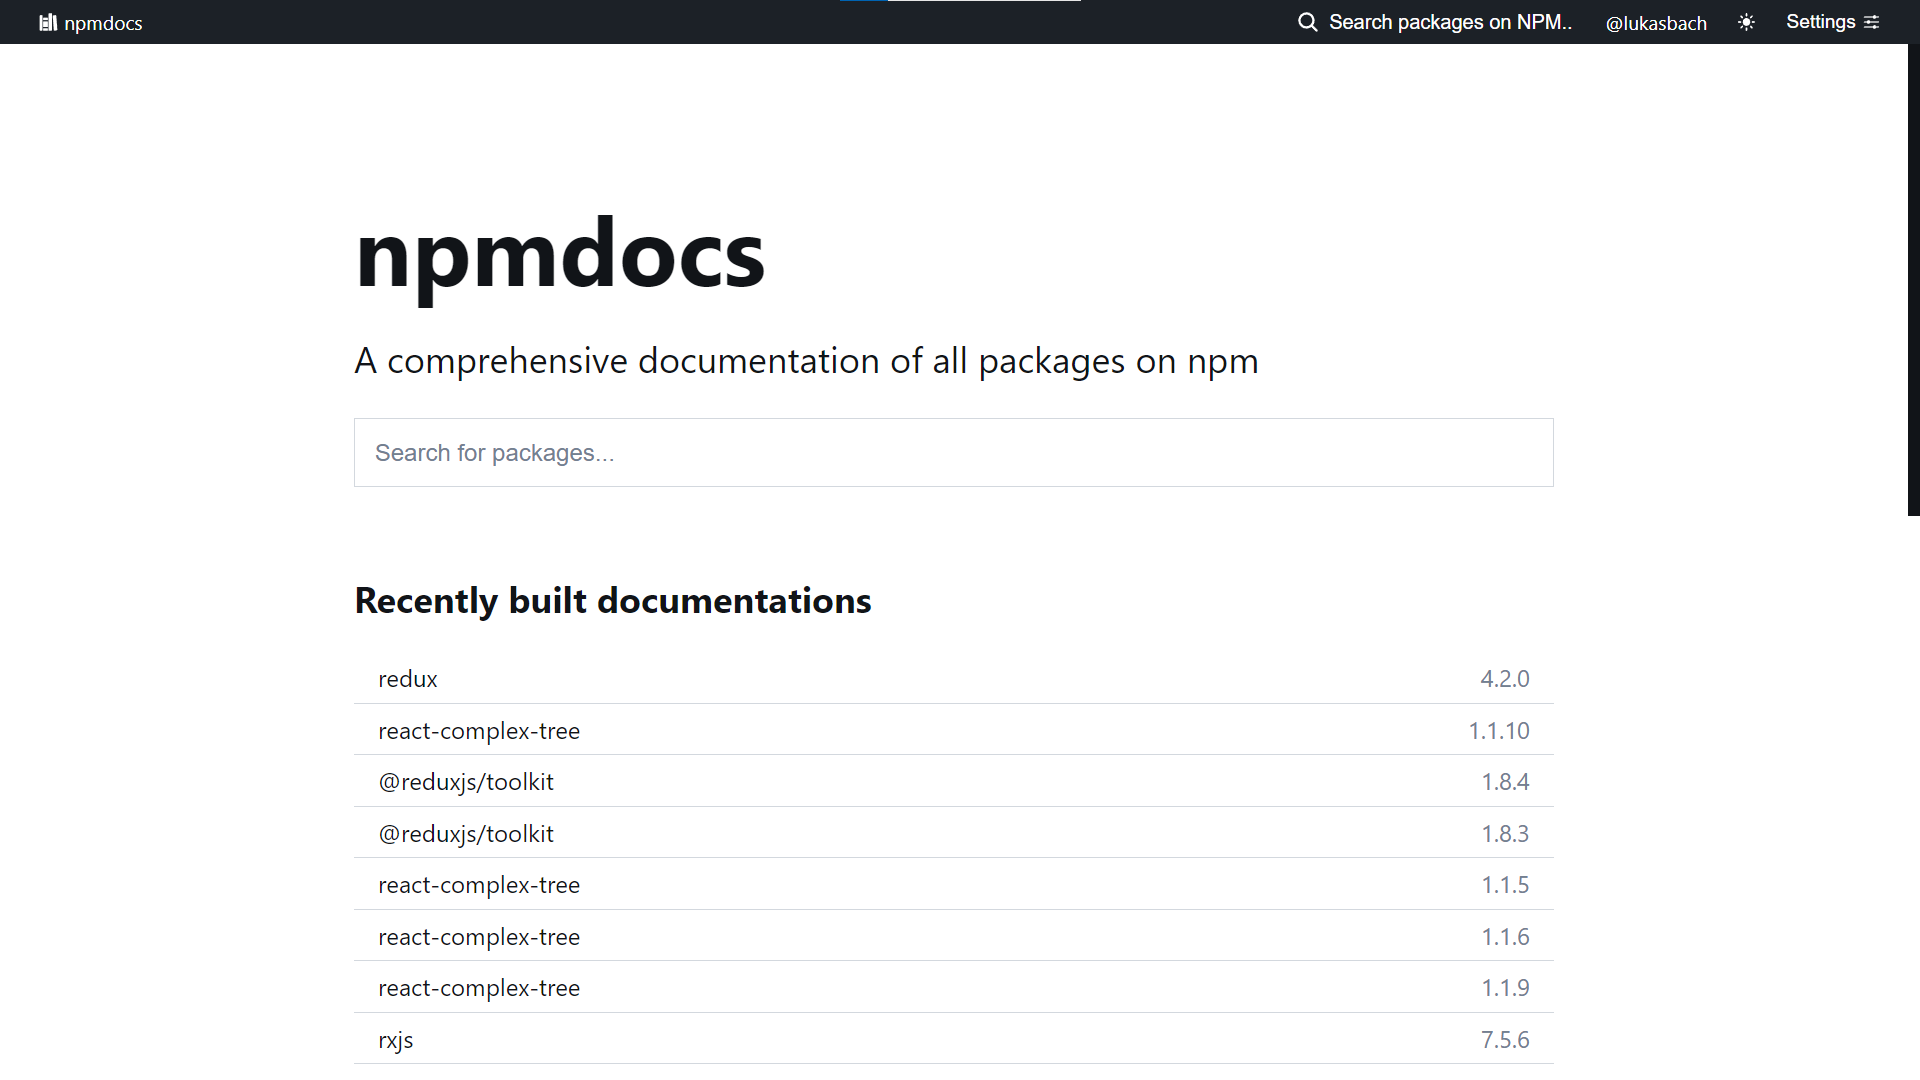 npmdocs
Search packages on NPM..
@lukasbach
Settings
npmdocs
A comprehensive documentation of all packages on npm
Search for packages...
Recently built documentations
redux 4.2.0
react-complex-tree 1.1.10
@reduxjs/toolkit 1.8.4
@reduxjs/toolkit 1.8.3
react-complex-tree 1.1.5
react-complex-tree 1.1.6
react-complex-tree 1.1.9
rxjs 7.5.6